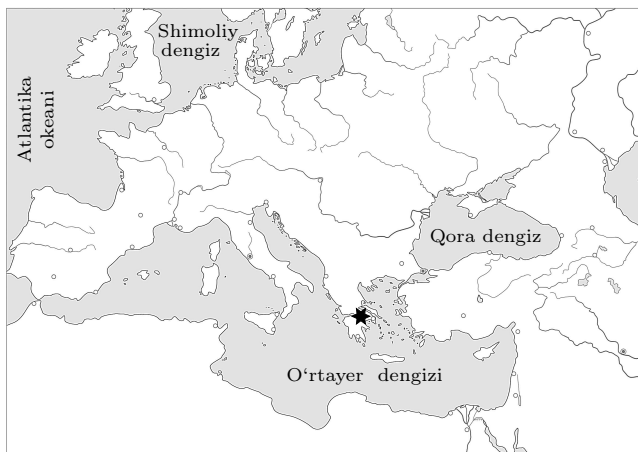 Shimoliy
dengiz
Atlantika
okeani
Qora dengiz
O‘rtayer dengizi